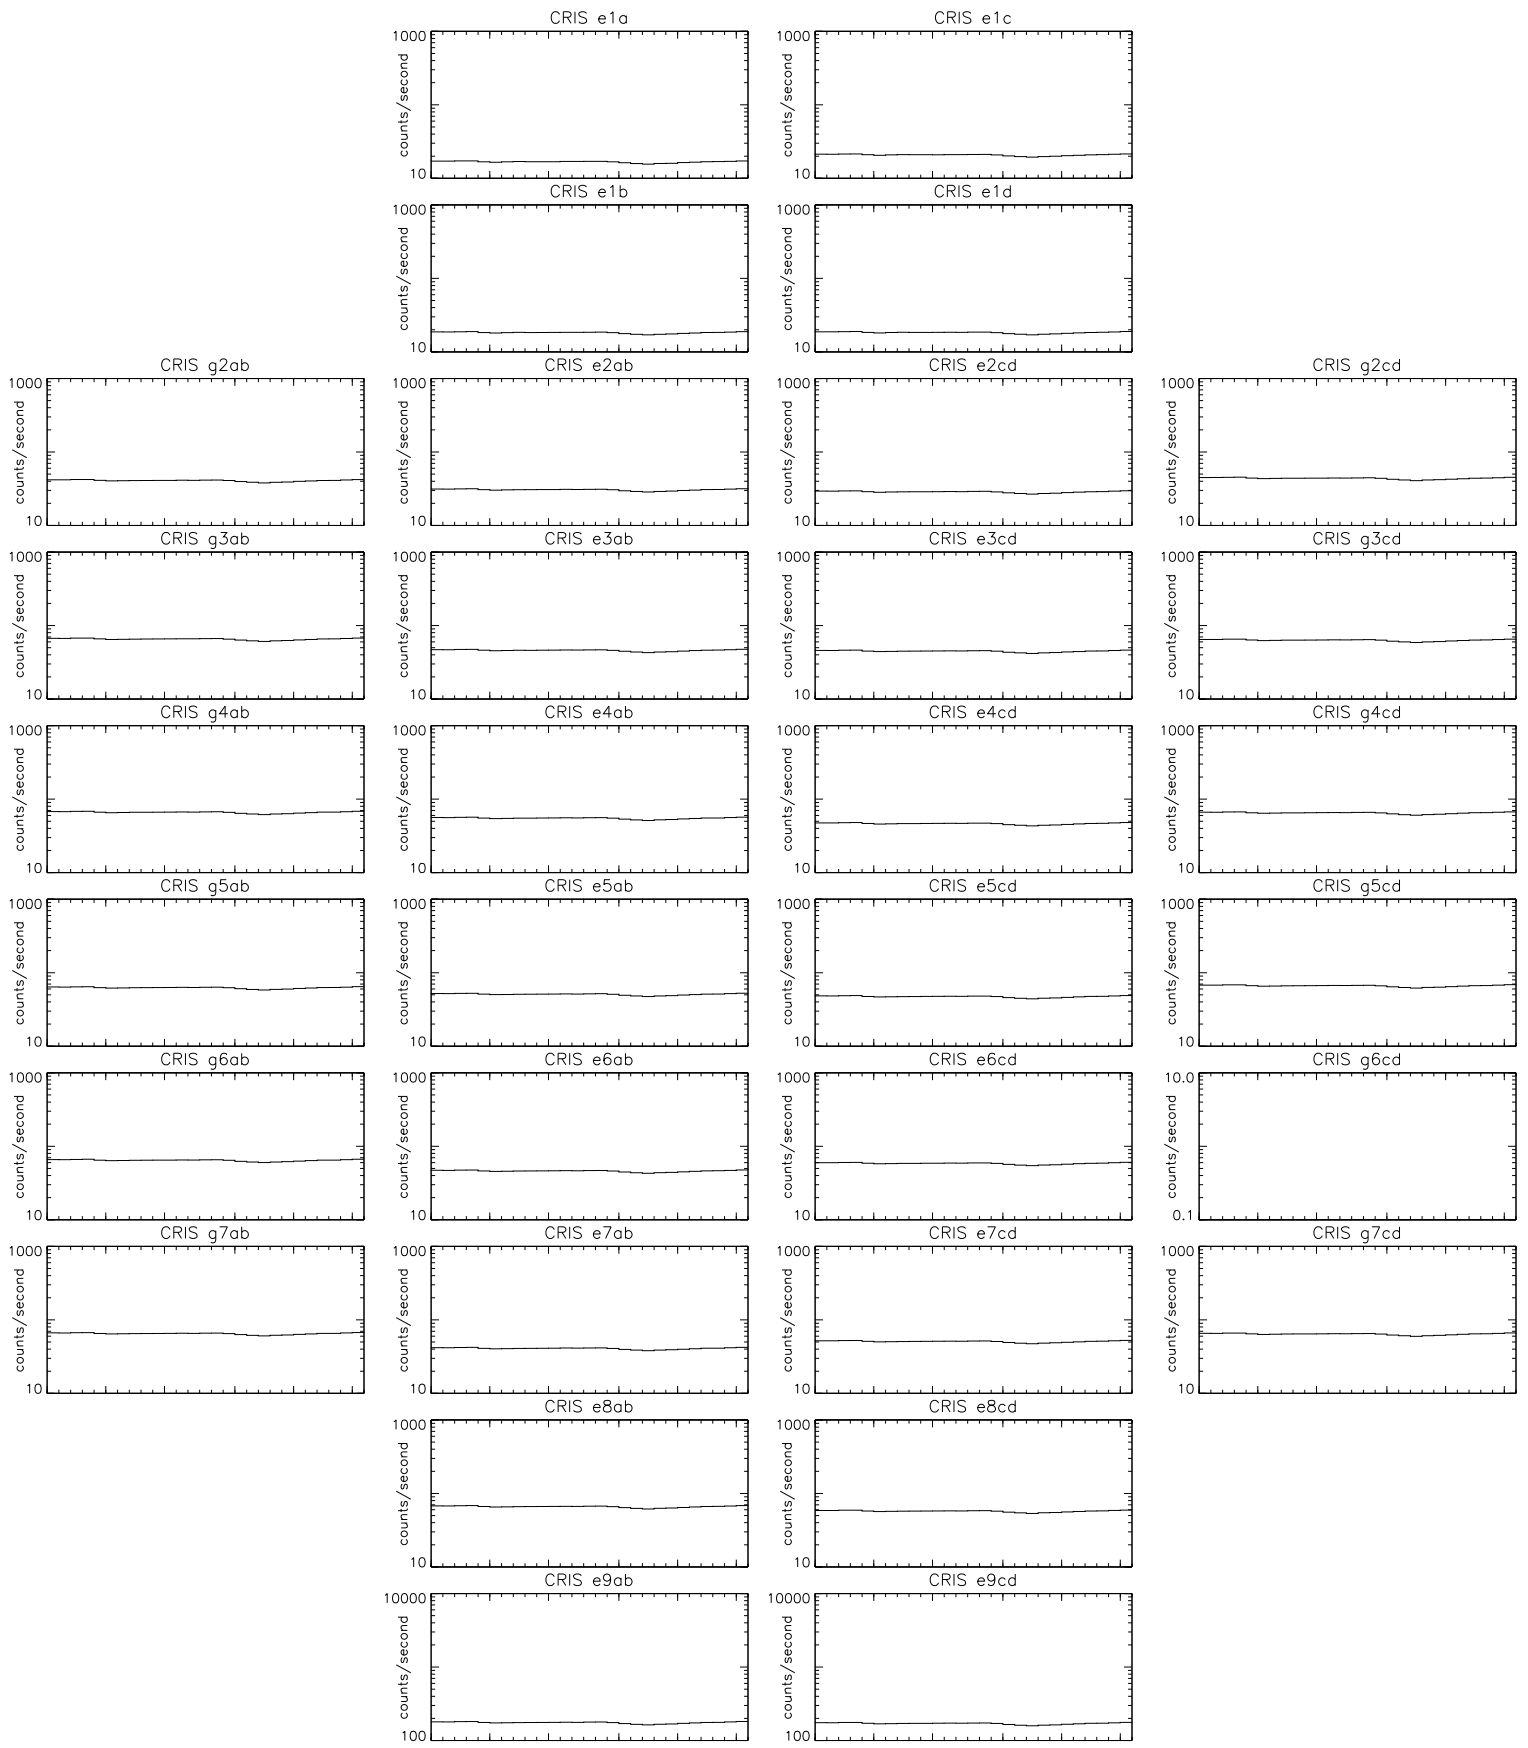 CRIS e1a
1000
counts/second
10
CRIS e1c
1000
counts/second
10
CRIS e1b
1000
counts/second
10
CRIS e1d
1000
counts/second
10
CRIS g2ab
1000
counts/second
10
CRIS e2ab
1000
counts/second
10
CRIS e2cd
1000
counts/second
10
CRIS g2cd
1000
counts/second
10
CRIS g3ab
1000
counts/second
10
CRIS e3ab
1000
counts/second
10
CRIS e3cd
1000
counts/second
10
CRIS g3cd
1000
counts/second
10
CRIS g4ab
1000
counts/second
10
CRIS e4ab
1000
counts/second
10
CRIS e4cd
1000
counts/second
10
CRIS g4cd
1000
counts/second
10
CRIS g5ab
1000
counts/second
10
CRIS e5ab
1000
counts/second
10
CRIS e5cd
1000
counts/second
10
CRIS g5cd
1000
counts/second
10
CRIS g6ab
1000
counts/second
10
CRIS e6ab
1000
counts/second
10
CRIS e6cd
1000
counts/second
10
CRIS g6cd
10.0
counts/second
0.1
CRIS g7ab
1000
counts/second
10
CRIS e7ab
1000
counts/second
10
CRIS e7cd
1000
counts/second
10
CRIS g7cd
1000
counts/second
10
CRIS e8ab
1000
counts/second
10
CRIS e8cd
1000
counts/second
10
CRIS e9ab
10000
counts/second
100
CRIS e9cd
10000
counts/second
100